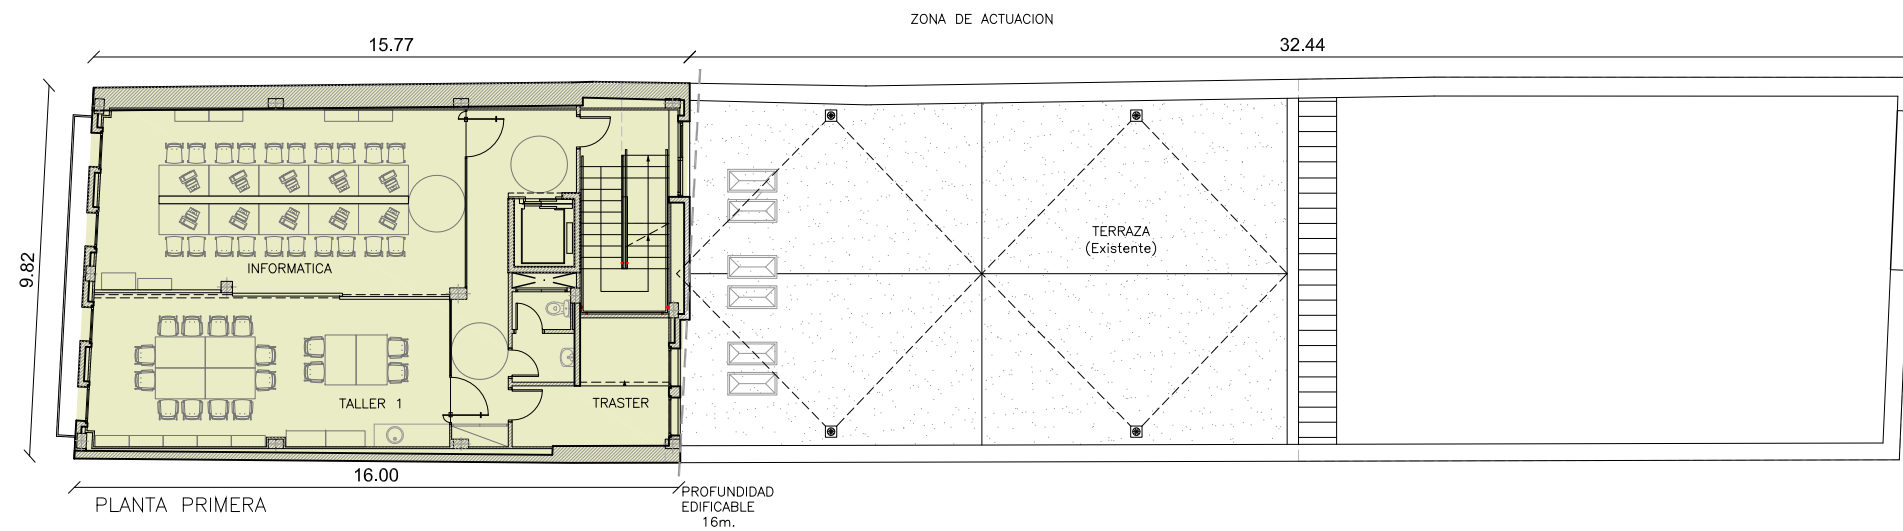 ZONA DE ACTUACION
15.77
32.44
9.82
INFORMATICA
TERRAZA
(Existente)
TALLER 1
TRASTER
16.00
PLANTA PRIMERA
PROFUNDIDAD
EDIFICABLE
16m.